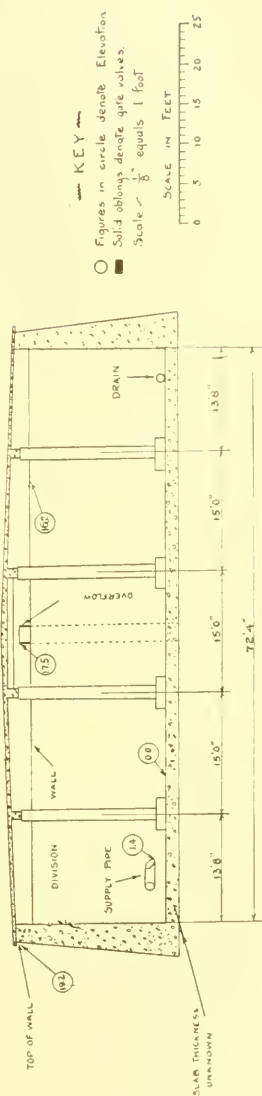 — KEY —
Figures in circle denote Elevation
Solid oblongs denote gate valves.
Scale - 1/8" equals 1 foot
0 5 10 15 20 25
SCALE IN FEET
TOP OF WALL
18.2
DIVISION
WALL
17.5
OVERFLOW
SUPPLY PIPE
1.4
0.0
DRAIN
SLAB THICKNESS
UNKNOWN
13'8"
15'0"
15'0"
15'0"
13'8"
72'4"